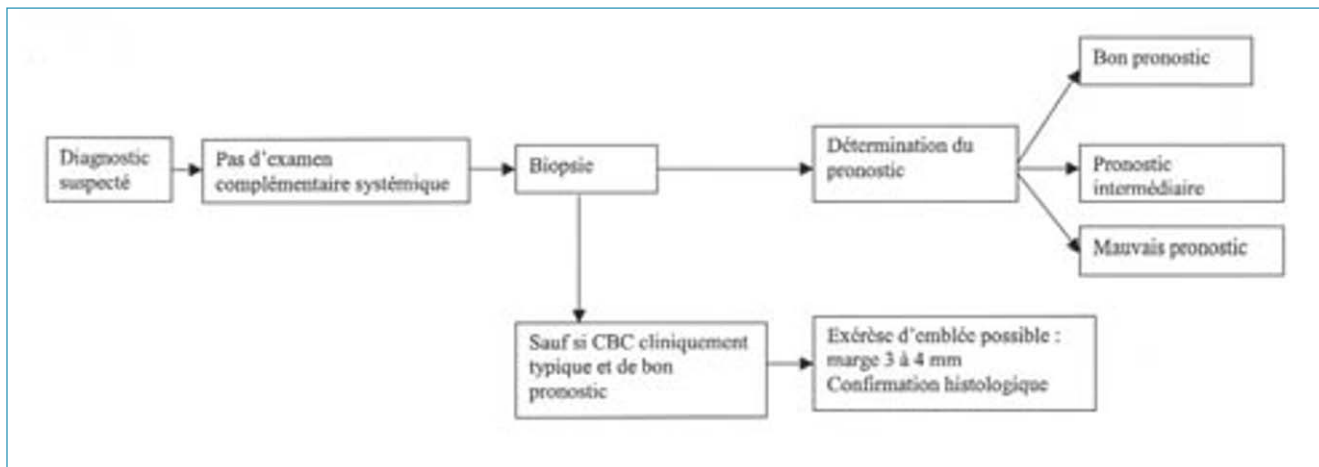 Diagnostic
suspecté
Pas d'examen
complémentaire systémique
Biopsie
Détermination du
pronostic
Bon pronostic
Pronostic
intermédiaire
Mauvais pronostic
Sauf si CBC cliniquement
typique et de bon
pronostic
Exérèse d'emblée possible :
marge 3 à 4 mm
Confirmation histologique